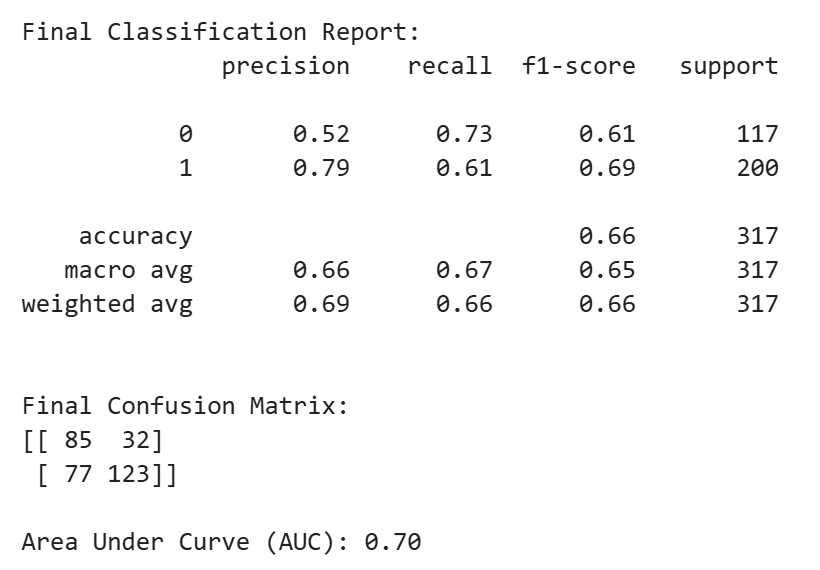 Final Classification Report:
              precision    recall  f1-score   support

           0       0.52      0.73      0.61       117
           1       0.79      0.61      0.69       200

    accuracy                           0.66       317
   macro avg       0.66      0.67      0.65       317
weighted avg       0.69      0.66      0.66       317


Final Confusion Matrix:
[[ 85  32]
 [ 77 123]]

Area Under Curve (AUC): 0.70